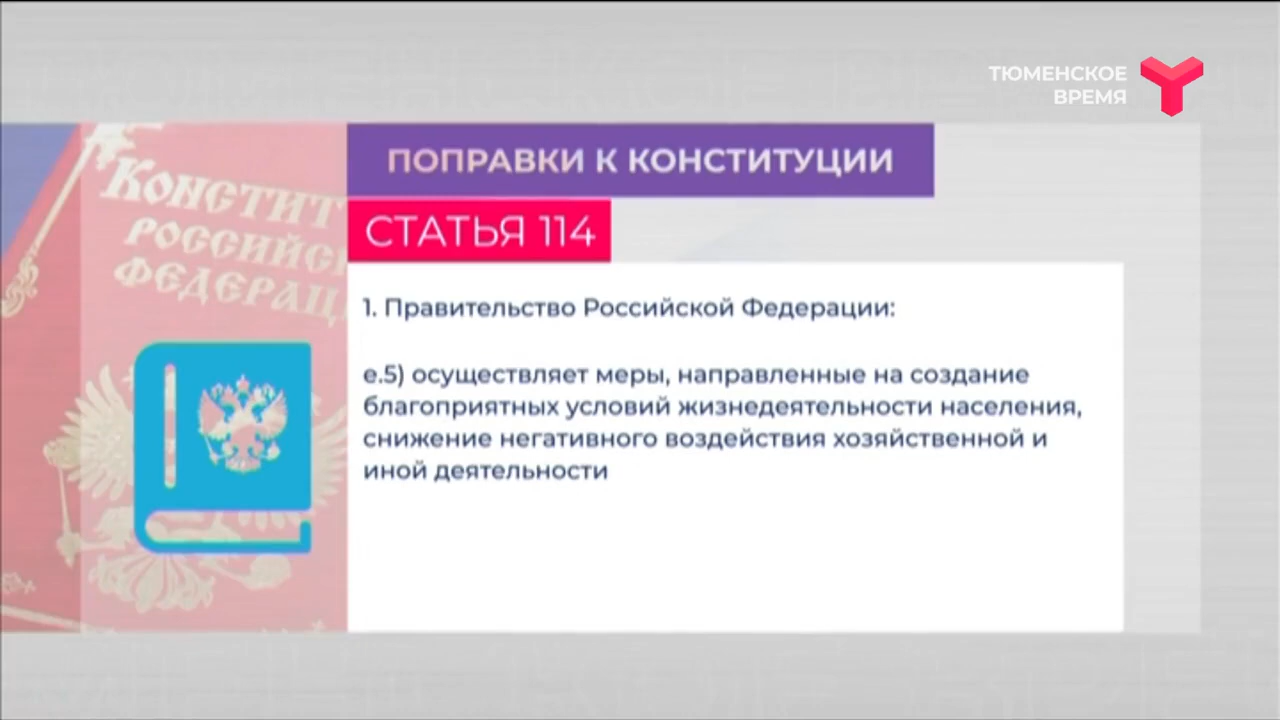 ТЮМЕНСКОЕ
ВРЕМЯ
ПОПРАВКИ К КОНСТИТУЦИИ
СТАТЬЯ 114
КОНСТИТ
РОССИЙС
ФЕДЕРАЦ
1. Правительство Российской Федерации:
е.5) осуществляет меры, направленные на создание
благоприятных условий жизнедеятельности населения,
снижение негативного воздействия хозяйственной и
иной деятельности